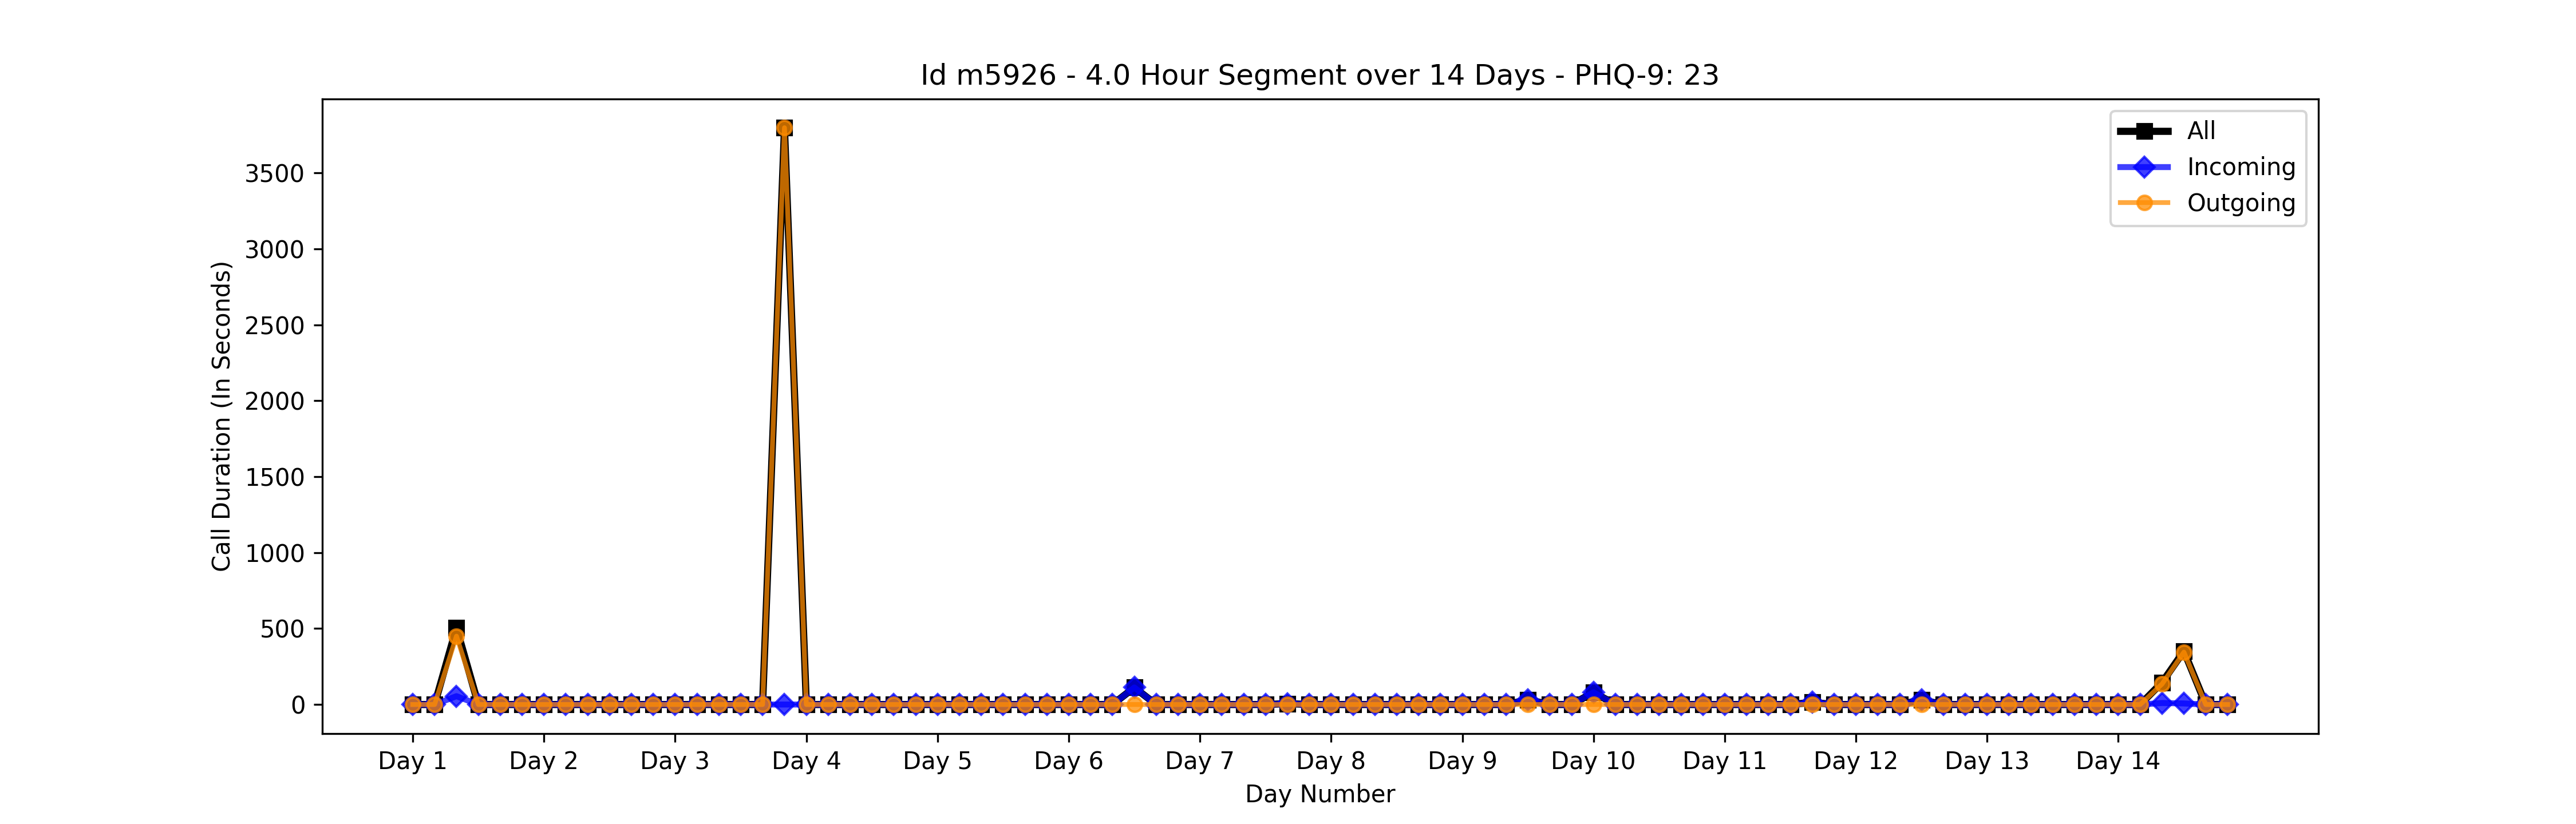 Id m5926 - 4.0 Hour Segment over 14 Days - PHQ-9: 23
All
Incoming
Outgoing
Call Duration (In Seconds)
3500
3000
2500
2000
1500
1000
500
0
Day 1 Day 2 Day 3 Day 4 Day 5 Day 6 Day 7 Day 8 Day 9 Day 10 Day 11 Day 12 Day 13 Day 14
Day Number